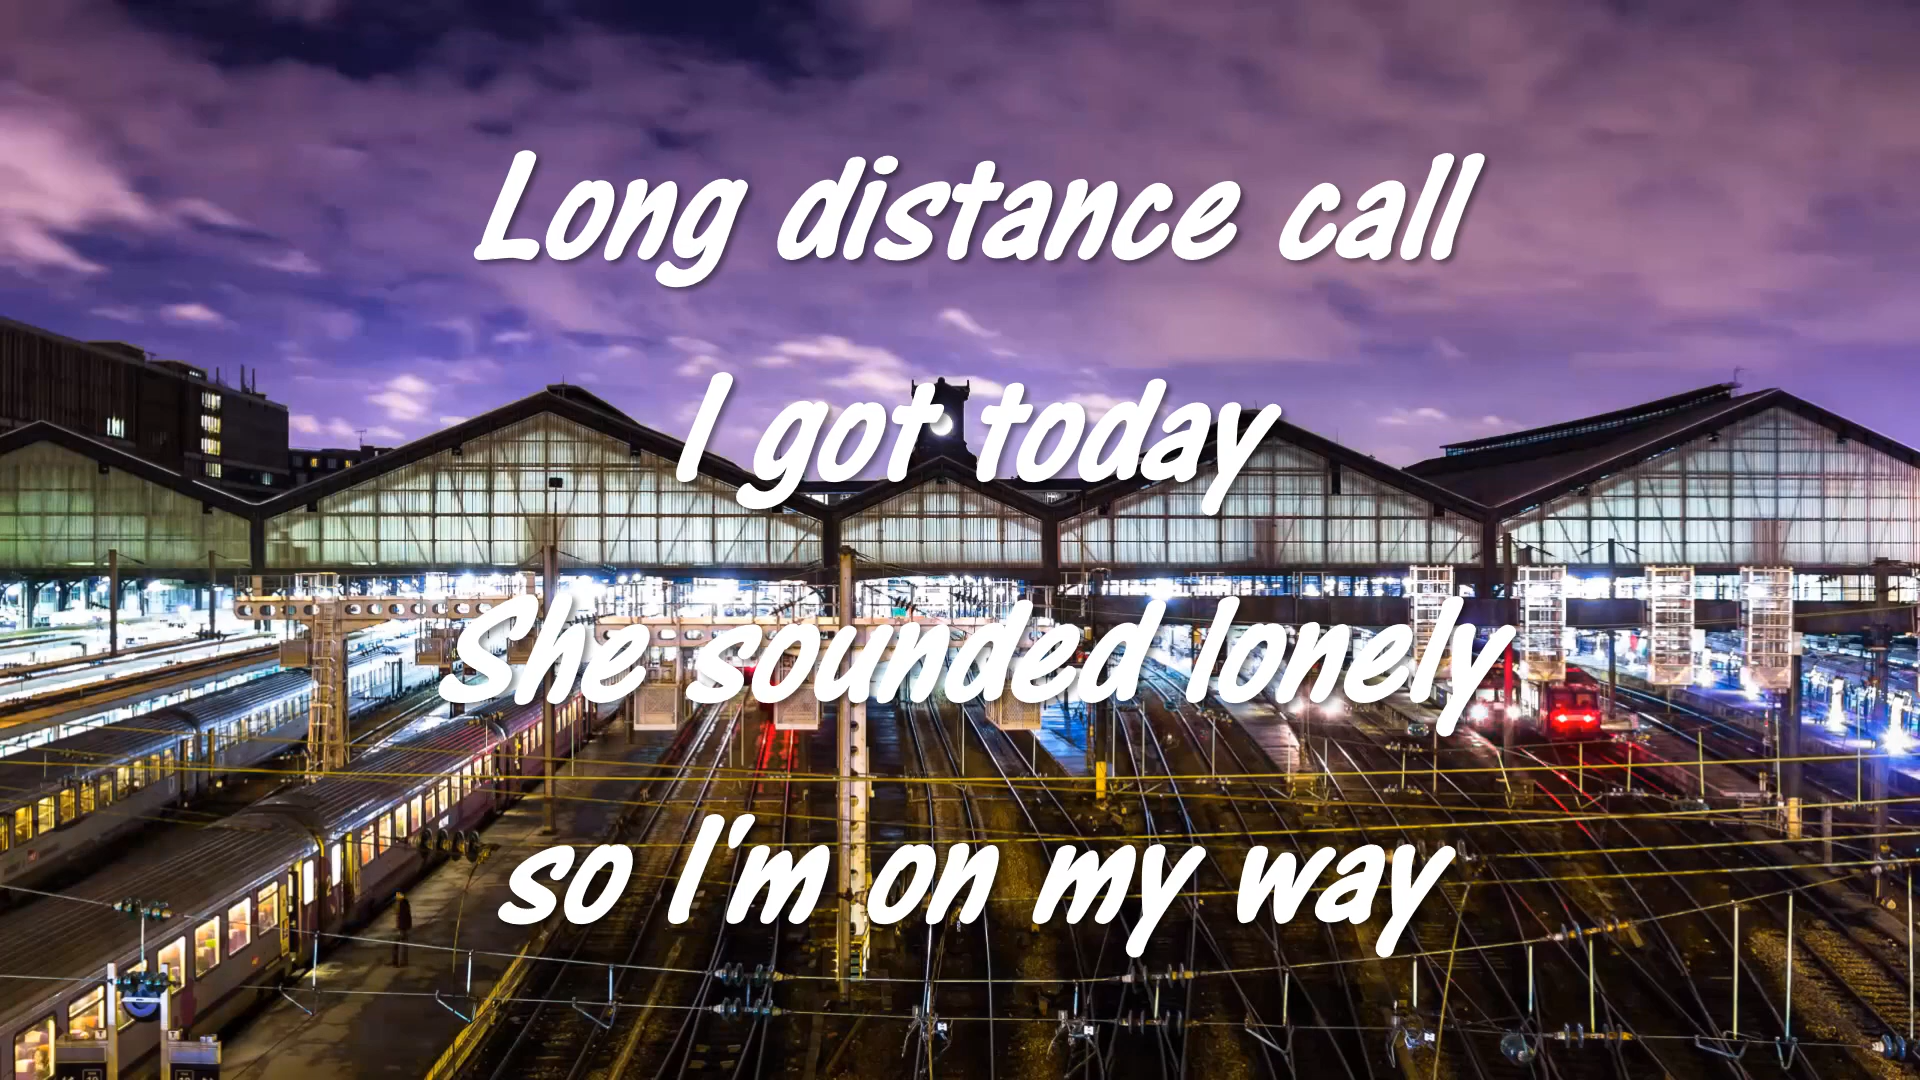 Long distance call
I got today
She sounded lonely
so I'm on my way